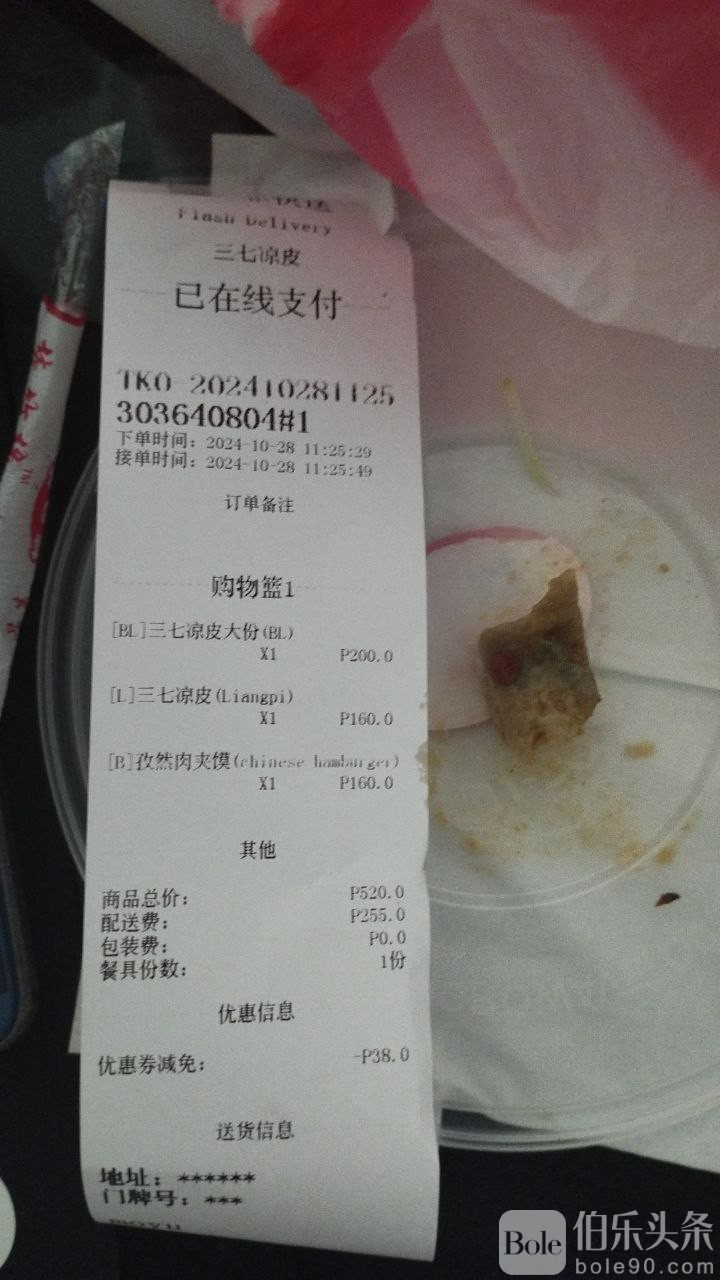 Flash Delivery
三七凉皮
已在线支付
TKO-202410281125
303640804#1
下单时间: 2024-10-28 11:25:29
接单时间: 2024-10-28 11:25:49
订单备注
购物篮1
[BL]三七凉皮大份(BL)
X1 P200.0
[L]三七凉皮(Liangpi)
X1 P160.0
[B]孜然肉夹馍(chinese hamburger)
X1 P160.0
其他
商品总价: P520.0
配送费: P255.0
包装费: P0.0
餐具份数: 1份
优惠信息
优惠券减免: -P38.0
送货信息
地址: ******
门牌号: ***
Bole 伯乐头条
bole90.com